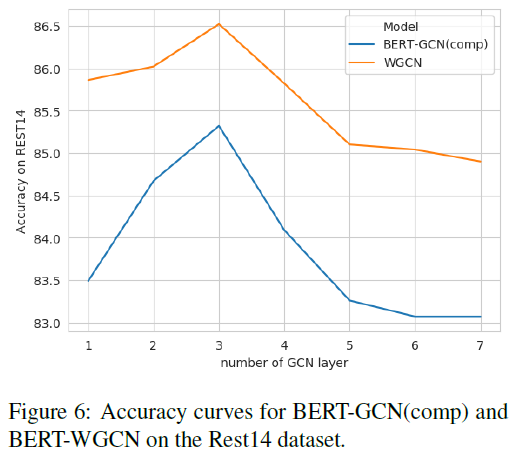 86.5
86.0
85.5
85.0
84.5
84.0
83.5
83.0
Accuracy on REST14
Model
BERT-GCN(comp)
WGCN
1 2 3 4 5 6 7
number of GCN layer
Figure 6: Accuracy curves for BERT-GCN(comp) and
BERT-WGCN on the Rest14 dataset.